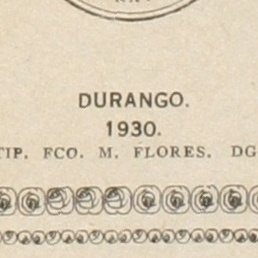 DURANGO.
1930.
TIP. FCO. M. FLORES. DG